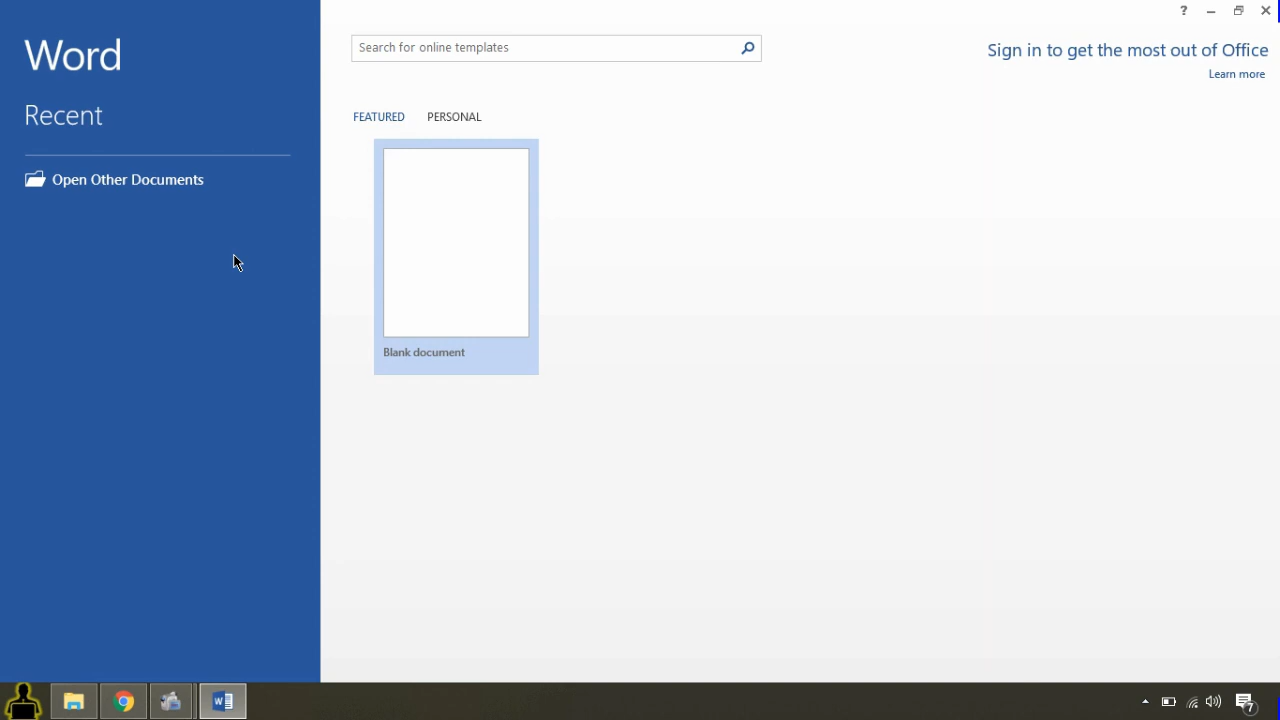 Word
Recent
Open Other Documents
?
Search for online templates
Sign in to get the most out of Office
Learn more
FEATURED PERSONAL
Blank document
W
7